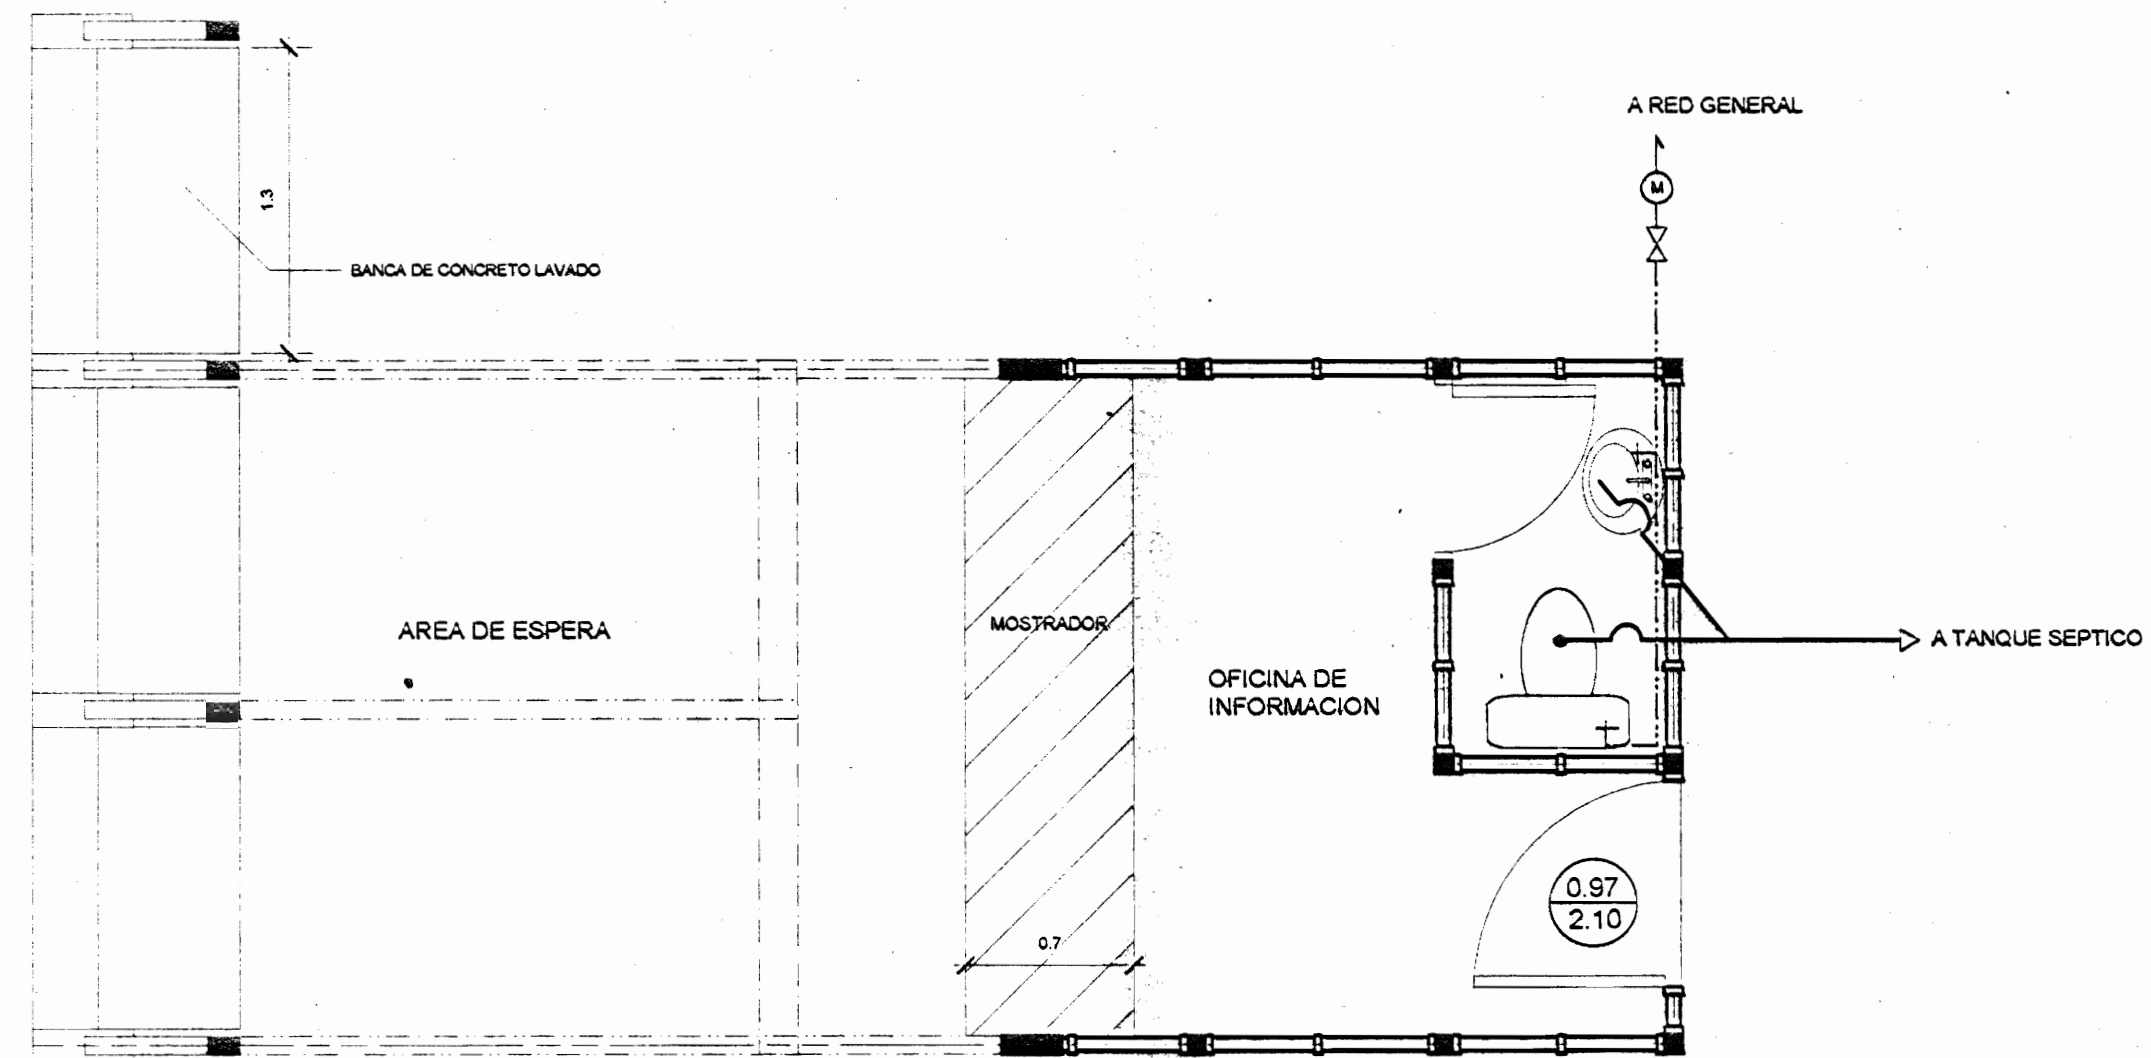 A RED GENERAL
M
1.3
BANCA DE CONCRETO LAVADO
AREA DE ESPERA
MOSTRADOR
OFICINA DE
INFORMACION
A TANQUE SEPTICO
0.97
2.10
0.7